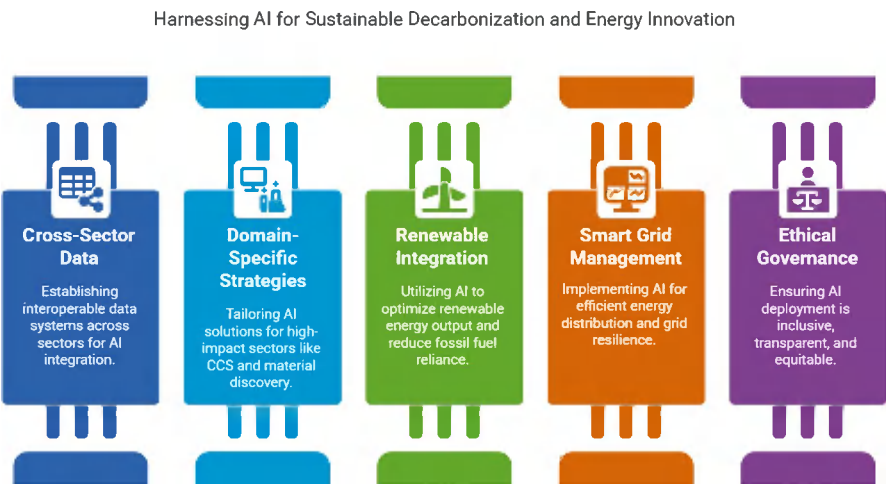 Harnessing AI for Sustainable Decarbonization and Energy Innovation
Cross-Sector
Data
Establishing
interoperable data
systems across
sectors for AI
integration.
Domain-
Specific
Strategies
Tailoring AI
solutions for high-
impact sectors like
CCS and material
discovery.
Renewable
Integration
Utilizing AI to
optimize renewable
energy output and
reduce fossil fuel
reliance.
Smart Grid
Management
Implementing AI for
efficient energy
distribution and grid
resilience.
Ethical
Governance
Ensuring AI
deployment is
inclusive,
transparent, and
equitable.